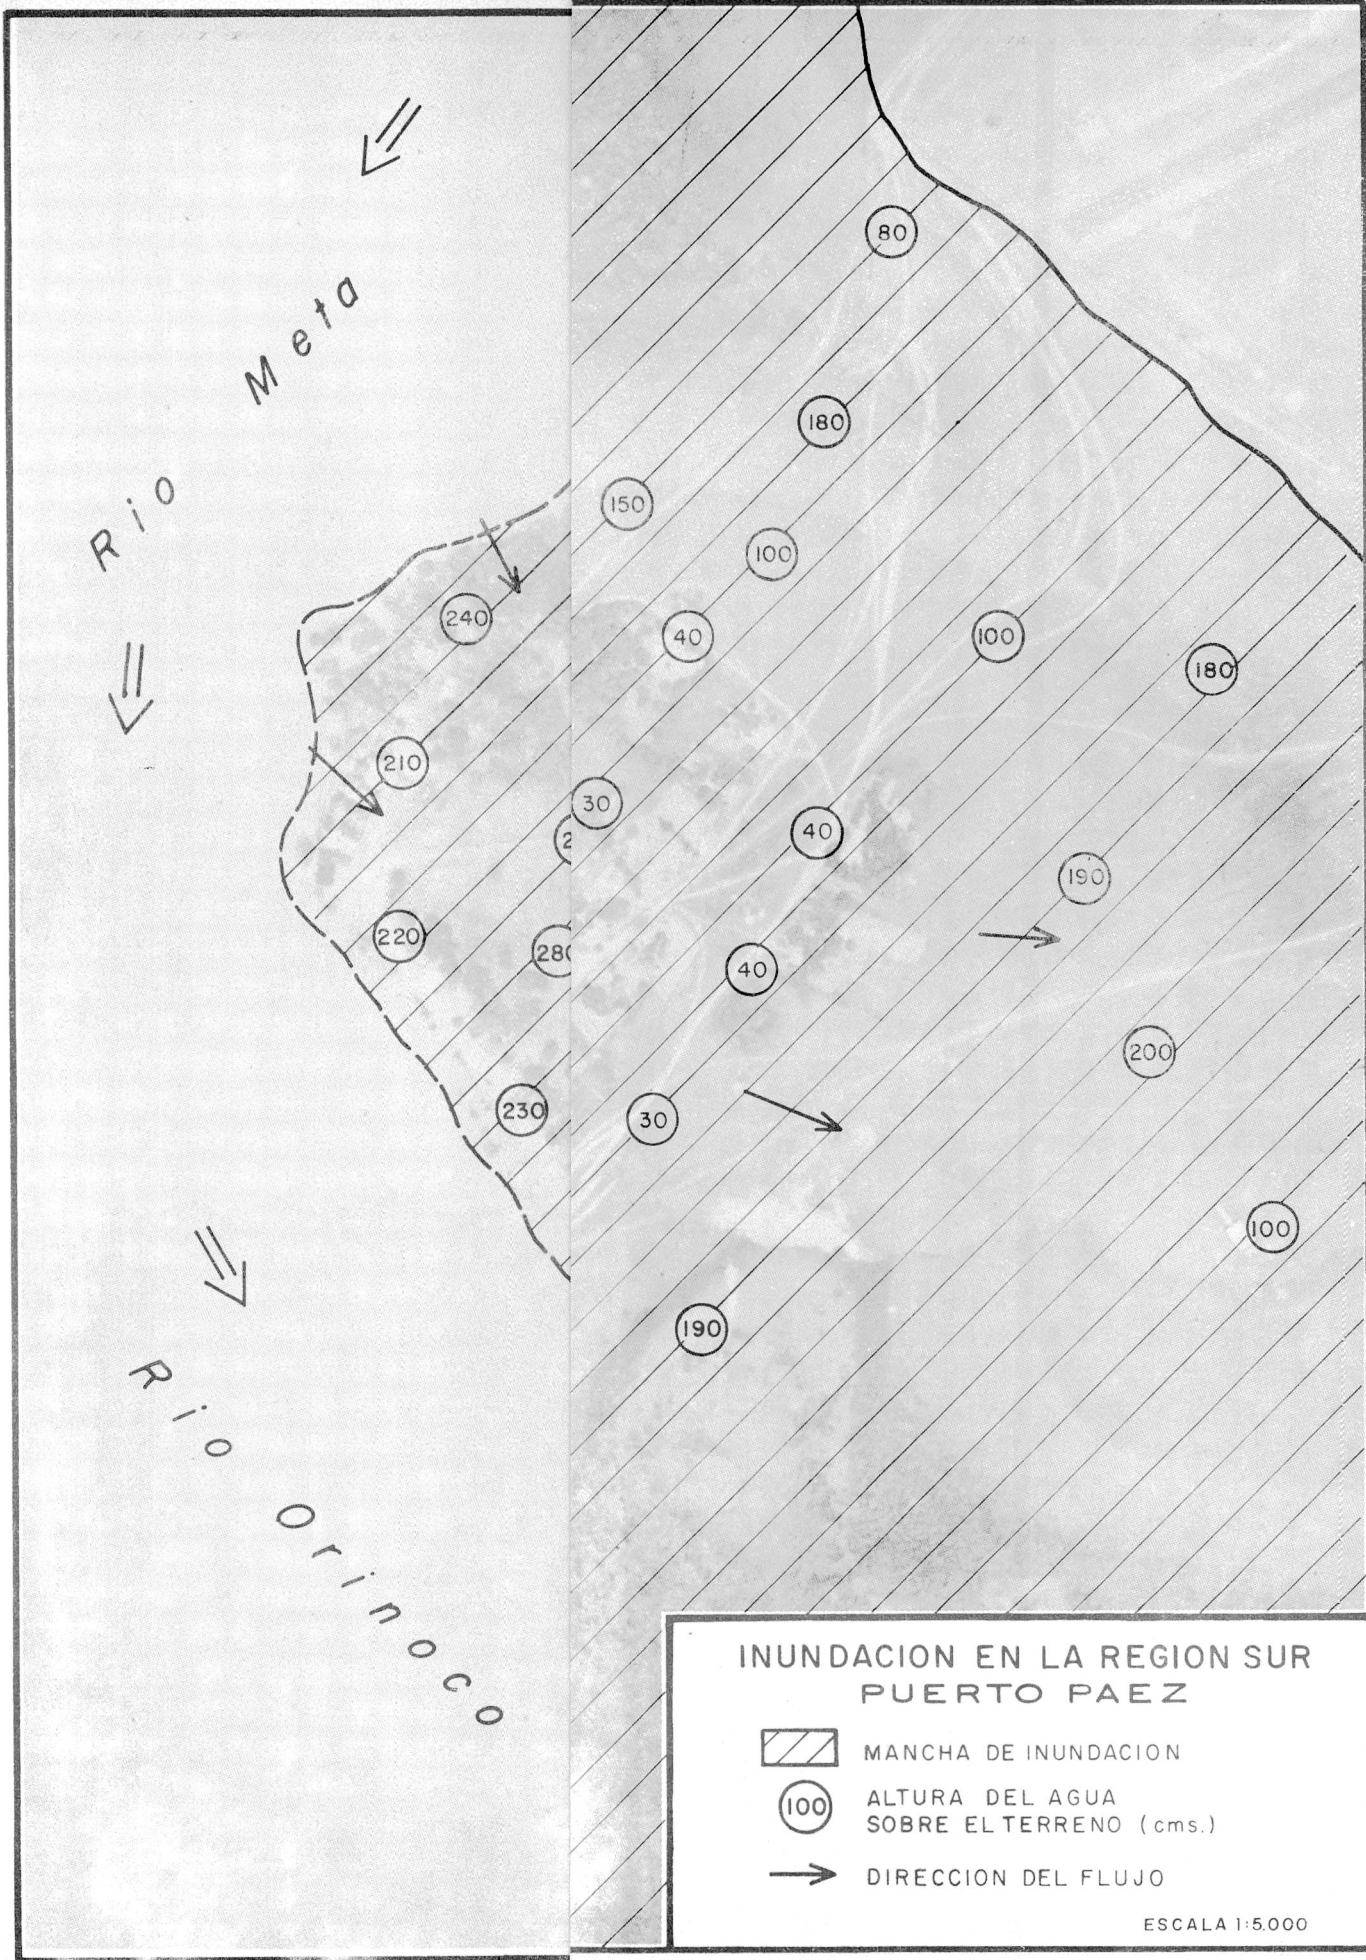 Rio Meta
80
180
150
100
240
40
100
180
210
30
40
190
220
280
40
200
230
30
100
190
Rio Orinoco
INUNDACION EN LA REGION SUR
PUERTO PAEZ
MANCHA DE INUNDACION
100
ALTURA DEL AGUA
SOBRE EL TERRENO (cms.)
DIRECCION DEL FLUJO
ESCALA 1:5.000